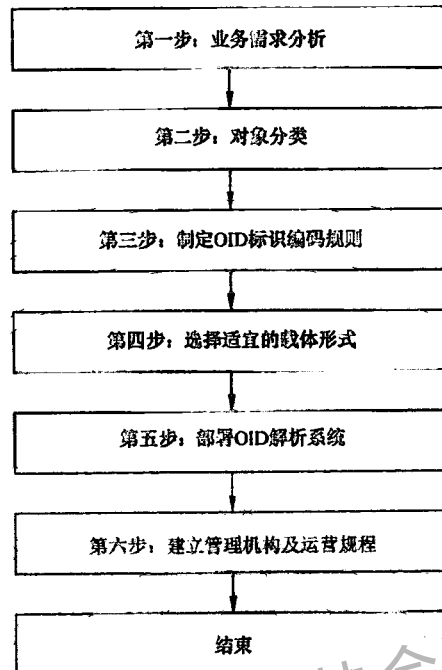 第一步：业务需求分析
第二步：对象分类
第三步：制定OID标识编码规则
第四步：选择适宜的载体形式
第五步：部署OID解析系统
第六步：建立管理机构及运营规程
结束